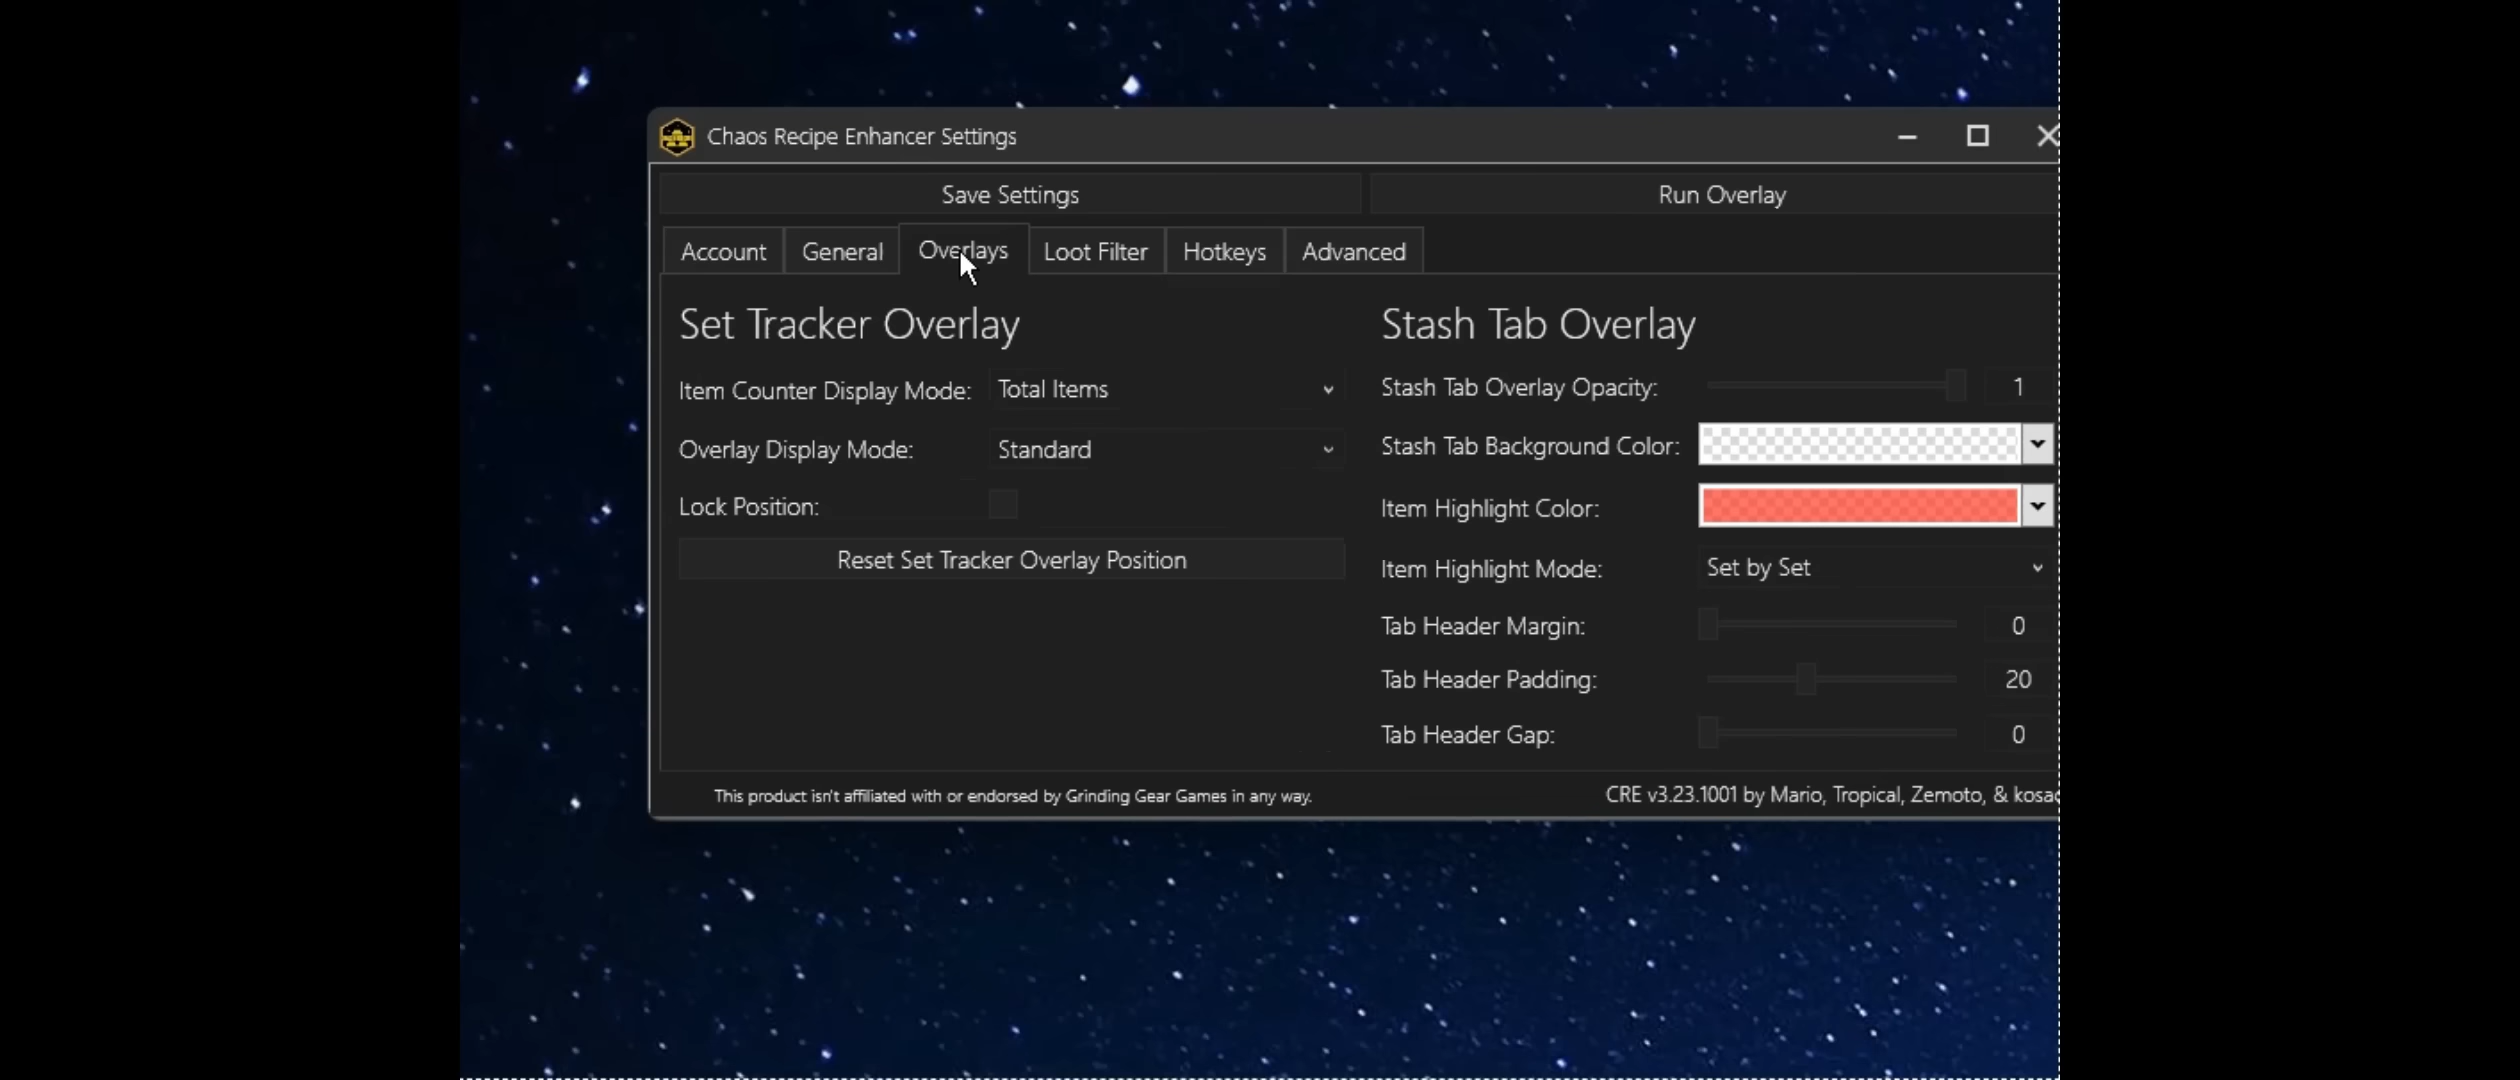 Chaos Recipe Enhancer Settings
Save Settings
Run Overlay
Account
General
Overlays
Loot Filter
Hotkeys
Advanced
Set Tracker Overlay
Item Counter Display Mode: Total Items
Overlay Display Mode: Standard
Lock Position:
Reset Set Tracker Overlay Position
Stash Tab Overlay
Stash Tab Overlay Opacity: 1
Stash Tab Background Color:
Item Highlight Color:
Item Highlight Mode: Set by Set
Tab Header Margin: 0
Tab Header Padding: 20
Tab Header Gap: 0
This product isn't affiliated with or endorsed by Grinding Gear Games in any way.
CRE v3.23.1001 by Mario, Tropical, Zemoto, &